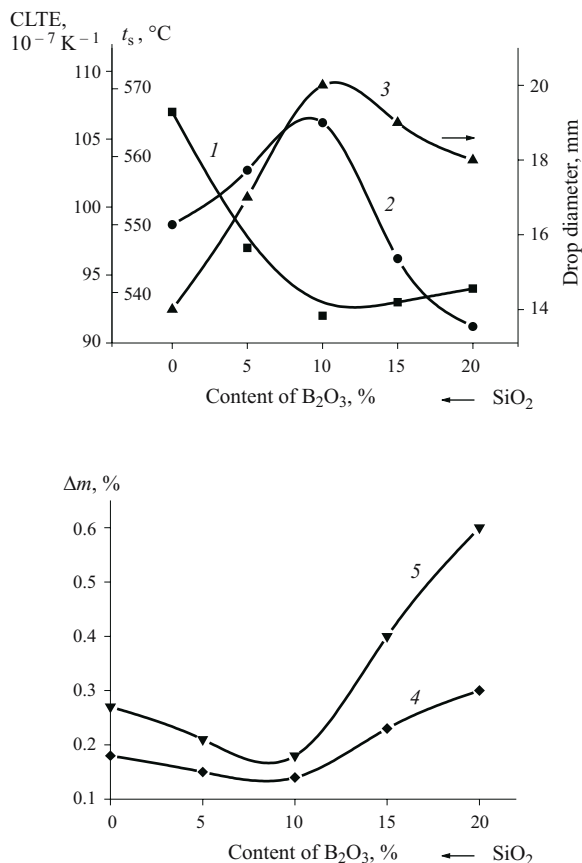 CLTE,
10⁻⁷ K⁻¹
tₛ, °C
110
105
100
95
90
570
560
550
540
1
2
3
20
18
16
14
Drop diameter, mm
0 5 10 15 20
Content of B₂O₃, % ← SiO₂
Δm, %
0.6
0.5
0.4
0.3
0.2
0.1
5
4
0 5 10 15 20
Content of B₂O₃, % ← SiO₂